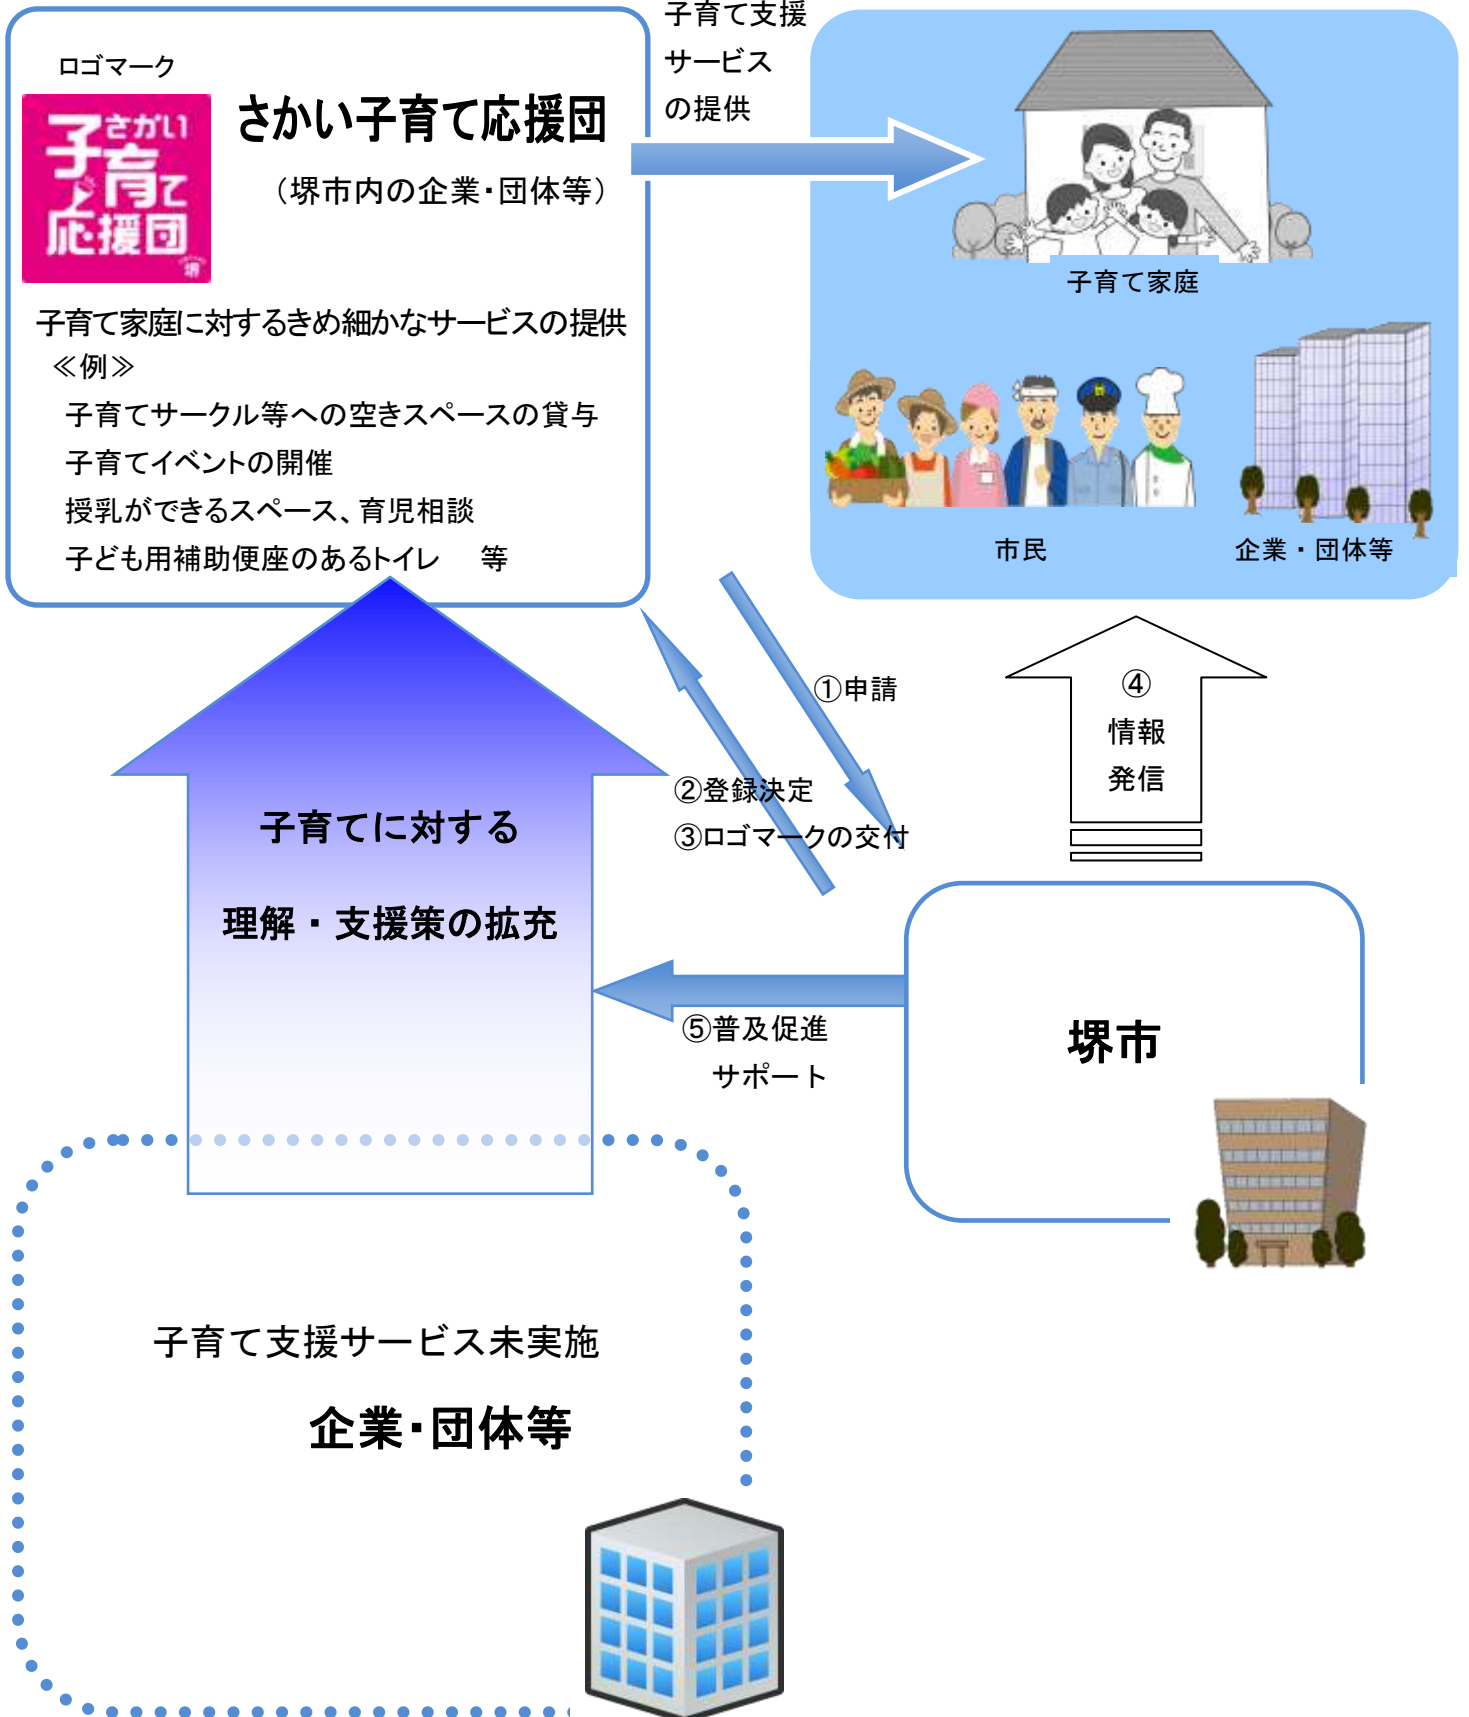 ロゴマーク
さかい
子育て
応援団
堺
さかい子育て応援団
（堺市内の企業・団体等）
子育て家庭に対するきめ細かなサービスの提供
≪例≫
子育てサークル等への空きスペースの貸与
子育てイベントの開催
授乳ができるスペース、育児相談
子ども用補助便座のあるトイレ　等
子育て支援
サービス
の提供
子育て家庭
市民
企業・団体等
①申請
②登録決定
③ロゴマークの交付
④
情報
発信
子育てに対する
理解・支援策の拡充
⑤普及促進
サポート
堺市
子育て支援サービス未実施
企業・団体等